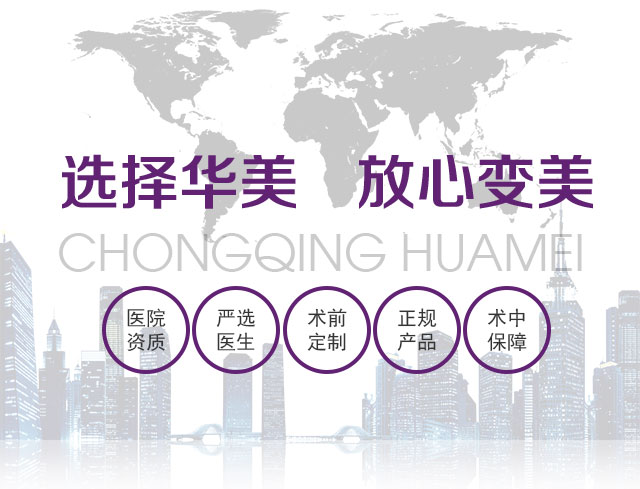 选择华美 放心变美
CHONGQING HUAMEI
医院
资质
严选
医生
术前
定制
正规
产品
术中
保障